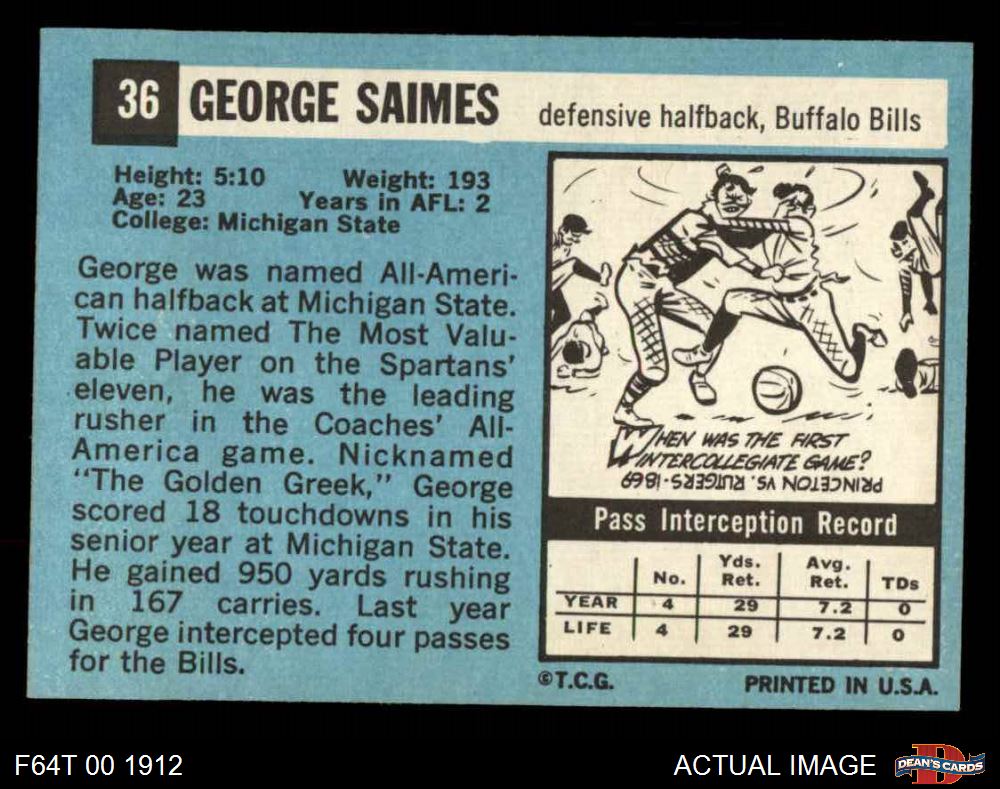 36 GEORGE SAIMES defensive halfback, Buffalo Bills
Height: 5:10 Weight: 193
Age: 23 Years in AFL: 2
College: Michigan State
George was named All-Ameri-
can halfback at Michigan State.
Twice named The Most Valu-
able Player on the Spartans'
eleven, he was the leading
rusher in the Coaches' All-
America game. Nicknamed
"The Golden Greek," George
scored 18 touchdowns in his
senior year at Michigan State.
He gained 950 yards rushing
in 167 carries. Last year
George intercepted four passes
for the Bills.
WHEN WAS THE FIRST
INTERCOLLEGIATE GAME?
PRINCETON VS. RUTGERS-1869
Pass Interception Record
No. Yds. Ret. Avg. Ret. TDs
YEAR 4 29 7.2 0
LIFE 4 29 7.2 0
©T.C.G. PRINTED IN U.S.A.
F64T 00 1912 ACTUAL IMAGE DEAN'S CARDS